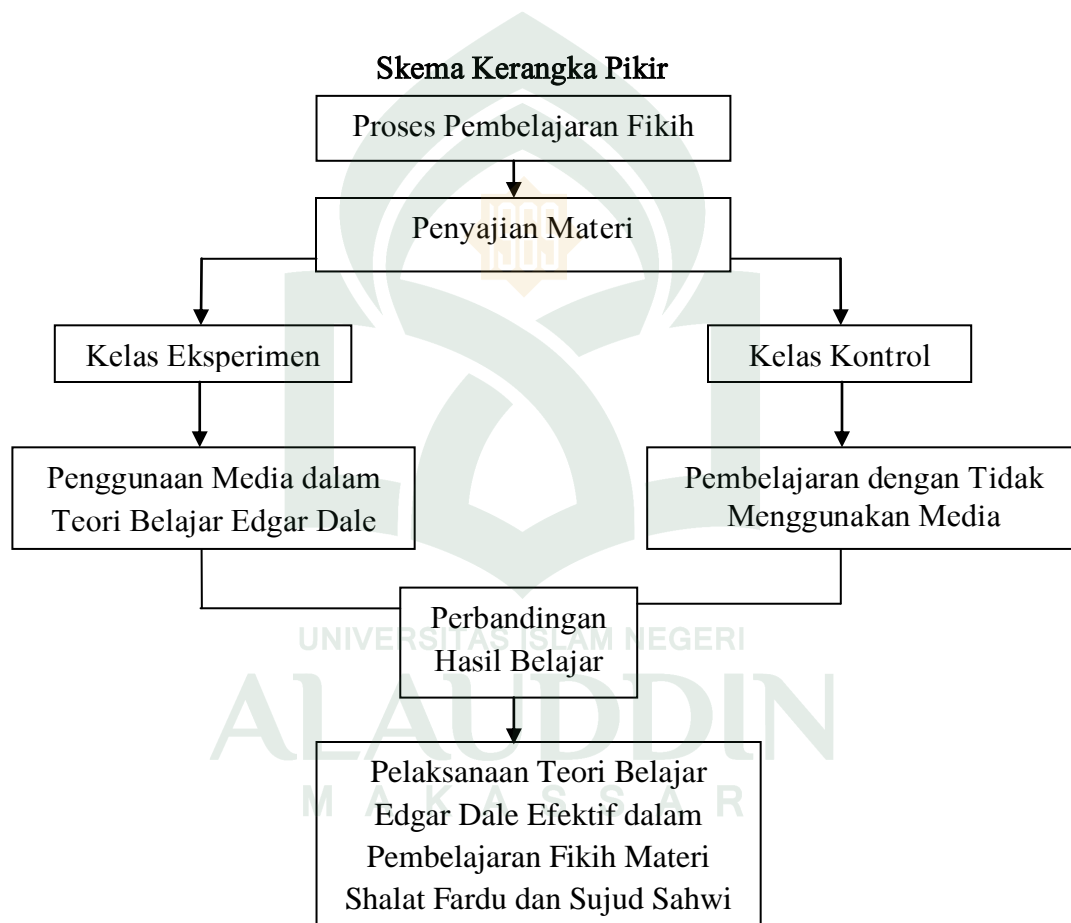 Skema Kerangka Pikir
Proses Pembelajaran Fikih
Penyajian Materi
Kelas Eksperimen
Kelas Kontrol
Penggunaan Media dalam
Teori Belajar Edgar Dale
Pembelajaran dengan Tidak
Menggunakan Media
Perbandingan
Hasil Belajar
Pelaksanaan Teori Belajar
Edgar Dale Efektif dalam
Pembelajaran Fikih Materi
Shalat Fardu dan Sujud Sahwi
UNIVERSITAS ISLAM NEGERI
ALAUDDIN
MAKASSAR